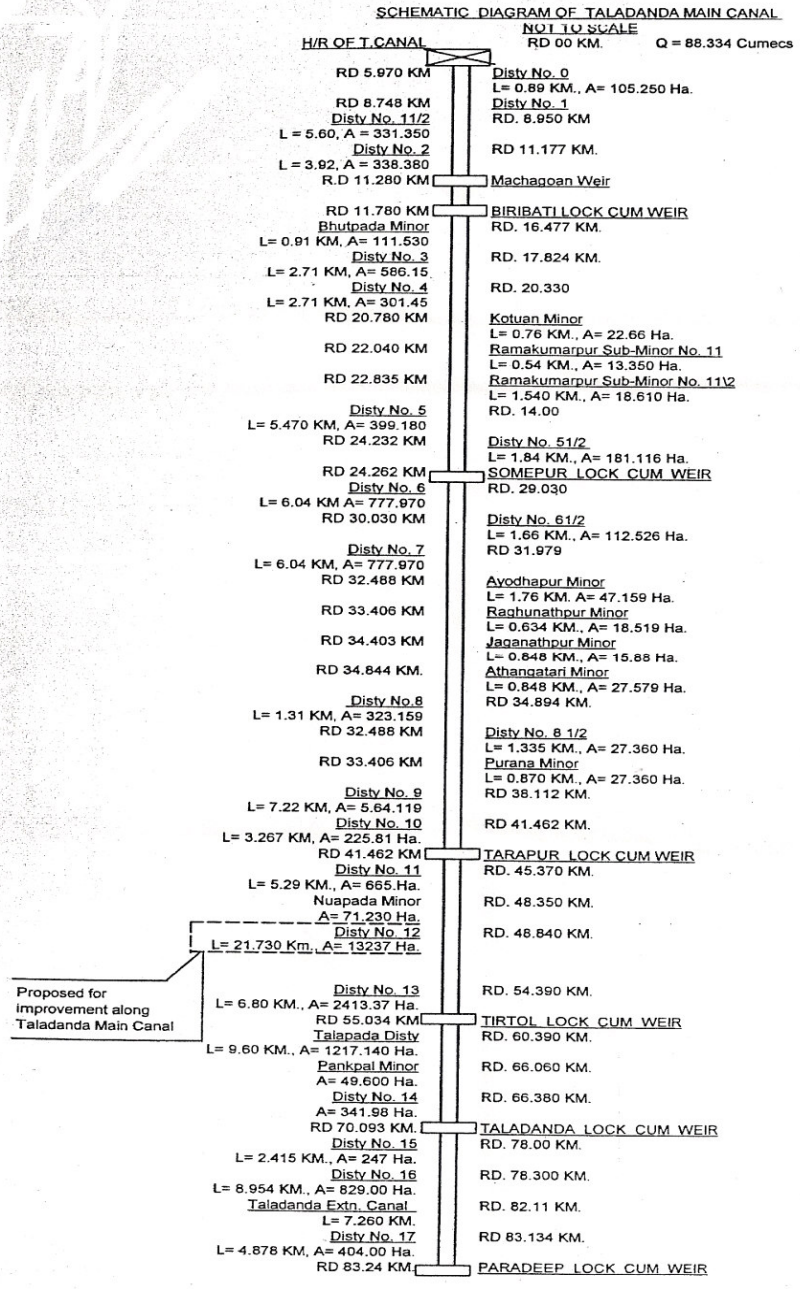 SCHEMATIC DIAGRAM OF TALADANDA MAIN CANAL
NOT TO SCALE
H/R OF T.CANAL RD 00 KM. Q = 88.334 Cumecs
RD 5.970 KM Disty No. 0
L= 0.89 KM., A= 105.250 Ha.
RD 8.748 KM Disty No. 1
Disty No. 11/2 RD. 8.950 KM
L = 5.60, A = 331.350
Disty No. 2 RD 11.177 KM.
L = 3.92, A = 338.380
R.D 11.280 KM Machagoan Weir
RD 11.780 KM BIRIBATI LOCK CUM WEIR
Bhutpada Minor RD. 16.477 KM.
L= 0.91 KM, A= 111.530
Disty No. 3 RD. 17.824 KM.
L= 2.71 KM, A= 586.15
Disty No. 4 RD. 20.330
L= 2.71 KM, A= 301.45
RD 20.780 KM Kotuan Minor
L= 0.76 KM., A= 22.66 Ha.
RD 22.040 KM Ramakumarpur Sub-Minor No. 11
L= 0.54 KM., A= 13.350 Ha.
RD 22.835 KM Ramakumarpur Sub-Minor No. 11\2
L= 1.540 KM., A= 18.610 Ha.
Disty No. 5 RD. 14.00
L= 5.470 KM, A= 399.180
RD 24.232 KM Disty No. 51/2
L= 1.84 KM., A= 181.116 Ha.
RD 24.262 KM SOMEPUR LOCK CUM WEIR
Disty No. 6 RD. 29.030
L= 6.04 KM A= 777.970
RD 30.030 KM Disty No. 61/2
L= 1.66 KM., A= 112.526 Ha.
Disty No. 7 RD 31.979
L= 6.04 KM, A= 777.970
RD 32.488 KM Ayodhapur Minor
L= 1.76 KM. A= 47.159 Ha.
RD 33.406 KM Raghunathpur Minor
L= 0.634 KM., A= 18.519 Ha.
RD 34.403 KM Jaganathpur Minor
L= 0.848 KM., A= 15.88 Ha.
RD 34.844 KM. Athangatari Minor
L= 0.848 KM., A= 27.579 Ha.
Disty No.8 RD 34.894 KM.
L= 1.31 KM, A= 323.159
RD 32.488 KM Disty No. 8 1/2
L= 1.335 KM., A= 27.360 Ha.
RD 33.406 KM Purana Minor
L= 0.870 KM., A= 27.360 Ha.
Disty No. 9 RD 38.112 KM.
L= 7.22 KM, A= 5.64.119
Disty No. 10 RD 41.462 KM.
L= 3.267 KM, A= 225.81 Ha.
RD 41.462 KM TARAPUR LOCK CUM WEIR
Disty No. 11 RD. 45.370 KM.
L= 5.29 KM., A= 665.Ha.
Nuapada Minor RD. 48.350 KM.
A= 71.230 Ha.
Disty No. 12 RD. 48.840 KM.
L= 21.730 Km., A= 13237 Ha.
Proposed for
improvement along
Taladanda Main Canal
Disty No. 13 RD. 54.390 KM.
L= 6.80 KM., A= 2413.37 Ha.
RD 55.034 KM TIRTOL LOCK CUM WEIR
Talapada Disty RD. 60.390 KM.
L= 9.60 KM., A= 1217.140 Ha.
Pankpal Minor RD. 66.060 KM.
A= 49.600 Ha.
Disty No. 14 RD. 66.380 KM.
A= 341.98 Ha.
RD 70.093 KM. TALADANDA LOCK CUM WEIR
Disty No. 15 RD. 78.00 KM.
L= 2.415 KM., A= 247 Ha.
Disty No. 16 RD. 78.300 KM.
L= 8.954 KM., A= 829.00 Ha.
Taladanda Extn. Canal RD. 82.11 KM.
L= 7.260 KM.
Disty No. 17 RD 83.134 KM.
L= 4.878 KM, A= 404.00 Ha.
RD 83.24 KM. PARADEEP LOCK CUM WEIR